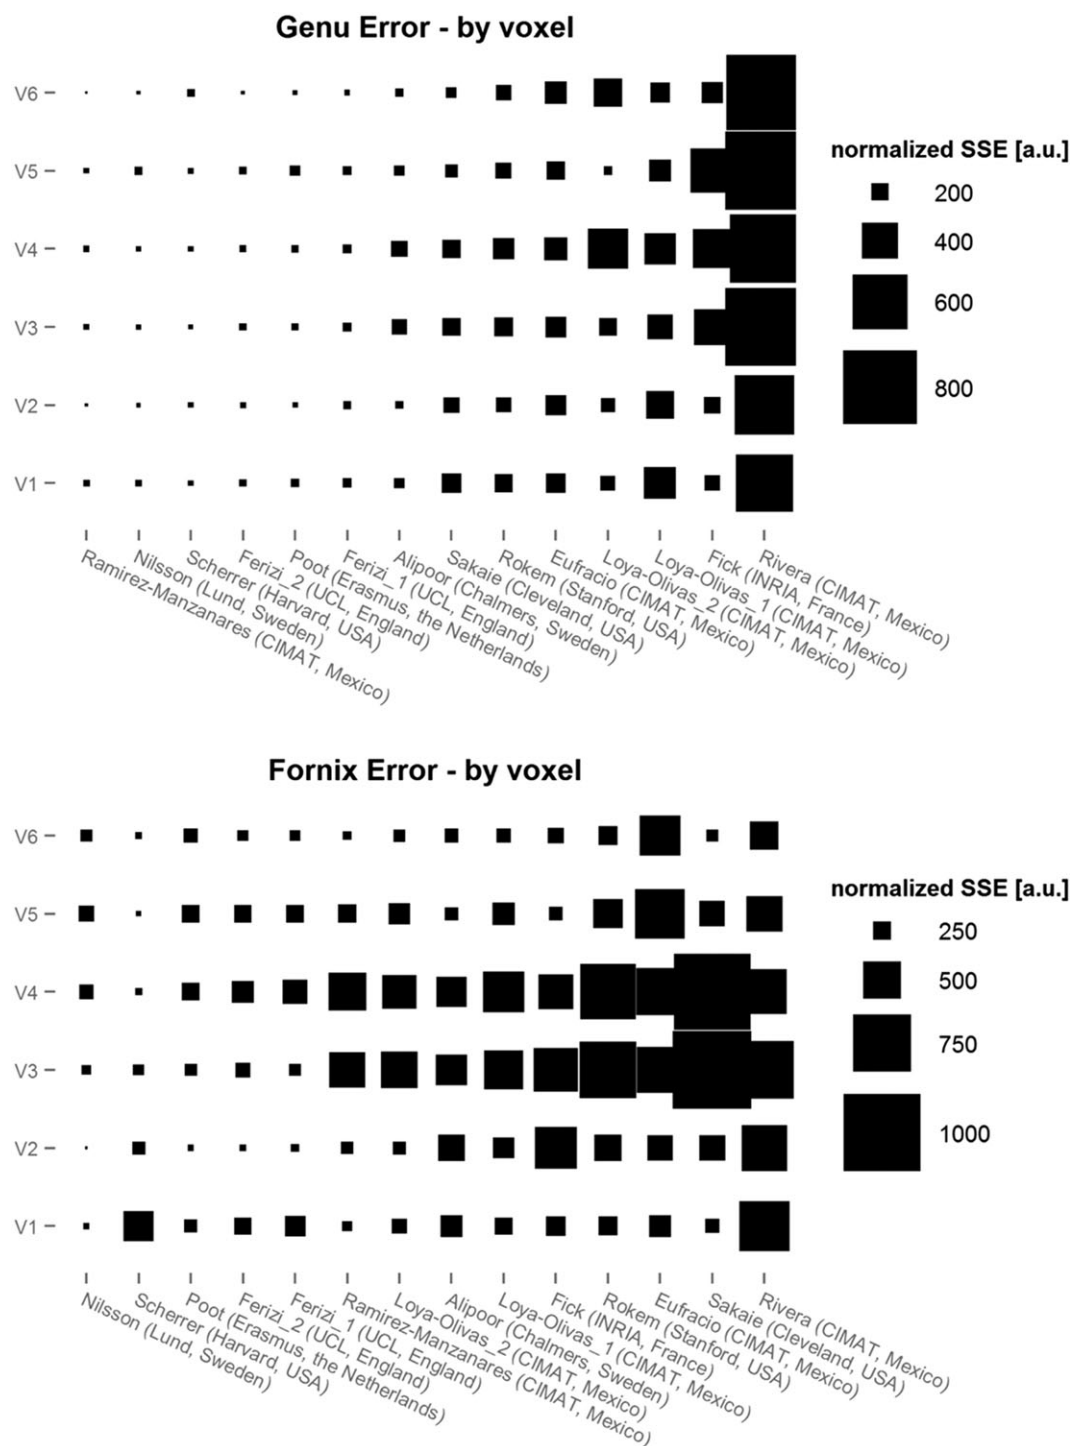 Genu Error - by voxel
V6
V5
V4
V3
V2
V1
normalized SSE [a.u.]
200
400
600
800
Ramirez-Manzanares (CIMAT, Mexico)
Nilsson (Lund, Sweden)
Scherrer (Harvard, USA)
Ferizi_2 (UCL, England)
Poot (Erasmus, the Netherlands)
Ferizi_1 (UCL, England)
Alipoor (Chalmers, Sweden)
Sakaie (Cleveland, USA)
Rokem (Stanford, USA)
Eufracio (CIMAT, Mexico)
Loya-Olivas_2 (CIMAT, Mexico)
Loya-Olivas_1 (CIMAT, Mexico)
Fick (INRIA, France)
Rivera (CIMAT, Mexico)
Fornix Error - by voxel
V6
V5
V4
V3
V2
V1
normalized SSE [a.u.]
250
500
750
1000
Nilsson (Lund, Sweden)
Scherrer (Harvard, USA)
Poot (Erasmus, the Netherlands)
Ferizi_2 (UCL, England)
Ferizi_1 (UCL, England)
Ramirez-Manzanares (CIMAT, Mexico)
Loya-Olivas_2 (CIMAT, Mexico)
Alipoor (Chalmers, Sweden)
Loya-Olivas_1 (CIMAT, Mexico)
Fick (INRIA, France)
Rokem (Stanford, USA)
Eufracio (CIMAT, Mexico)
Sakaie (Cleveland, USA)
Rivera (CIMAT, Mexico)